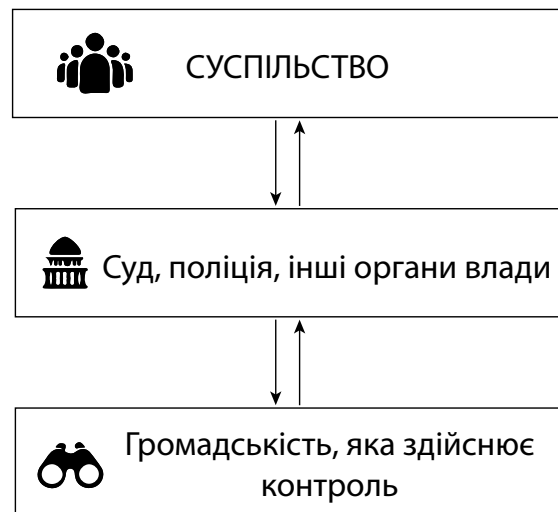 СУСПІЛЬСТВО
Суд, поліція, інші органи влади
Громадськість, яка здійснює
контроль